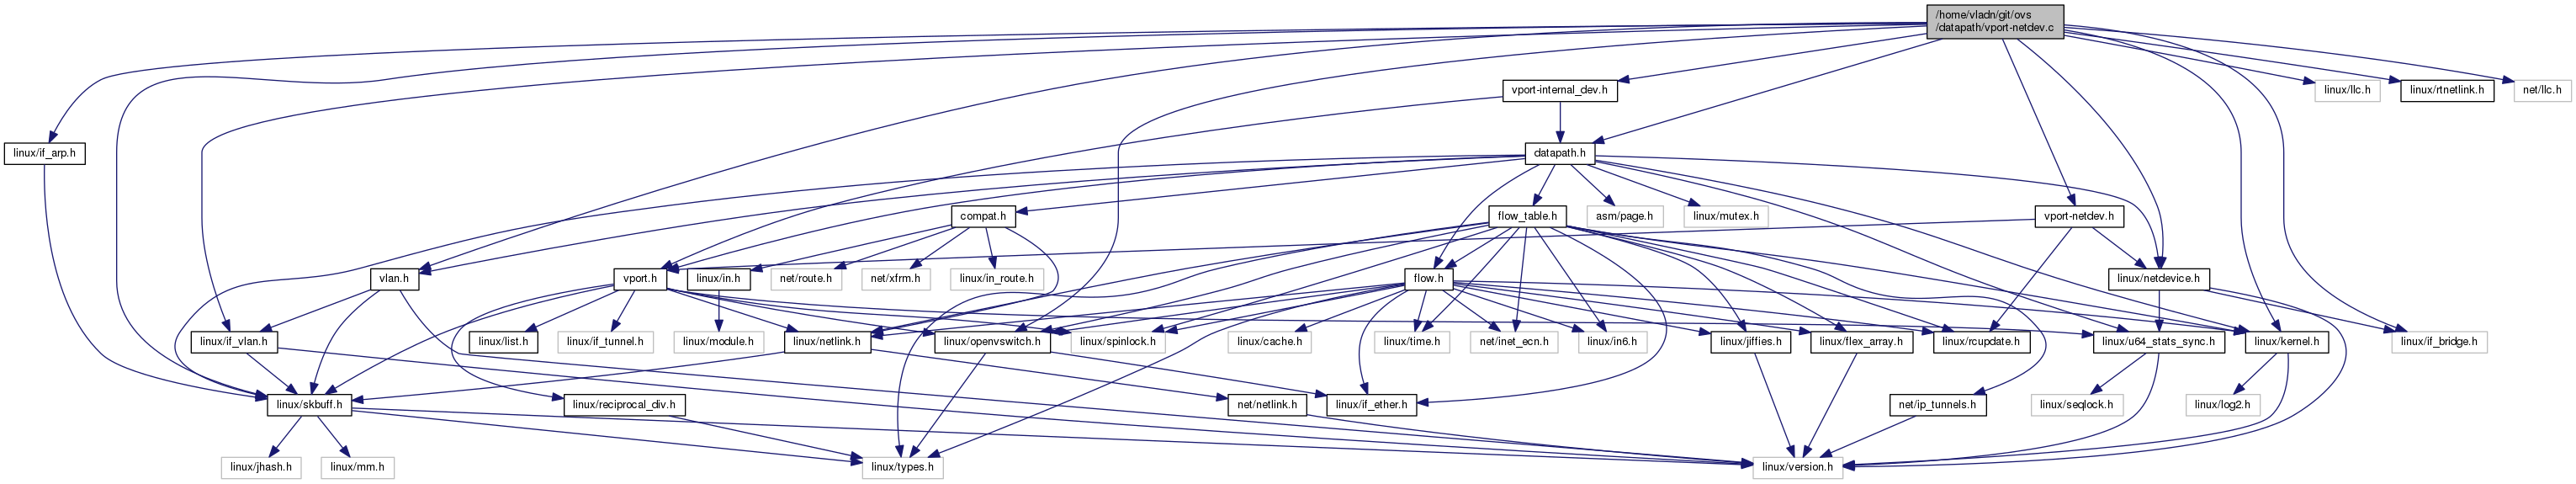 /home/vladn/git/ovs
/datapath/vport-netdev.c
vport-internal_dev.h
linux/llc.h
linux/rtnetlink.h
net/llc.h
linux/if_arp.h
datapath.h
compat.h
flow_table.h
asm/page.h
linux/mutex.h
vport-netdev.h
vlan.h
vport.h
linux/in.h
net/route.h
net/xfrm.h
linux/in_route.h
flow.h
linux/netdevice.h
linux/if_vlan.h
linux/list.h
linux/if_tunnel.h
linux/module.h
linux/netlink.h
linux/openvswitch.h
linux/spinlock.h
linux/cache.h
linux/time.h
net/inet_ecn.h
linux/in6.h
linux/jiffies.h
linux/flex_array.h
linux/rcupdate.h
linux/u64_stats_sync.h
linux/kernel.h
linux/if_bridge.h
linux/skbuff.h
linux/reciprocal_div.h
net/netlink.h
linux/if_ether.h
net/ip_tunnels.h
linux/seqlock.h
linux/log2.h
linux/jhash.h
linux/mm.h
linux/types.h
linux/version.h